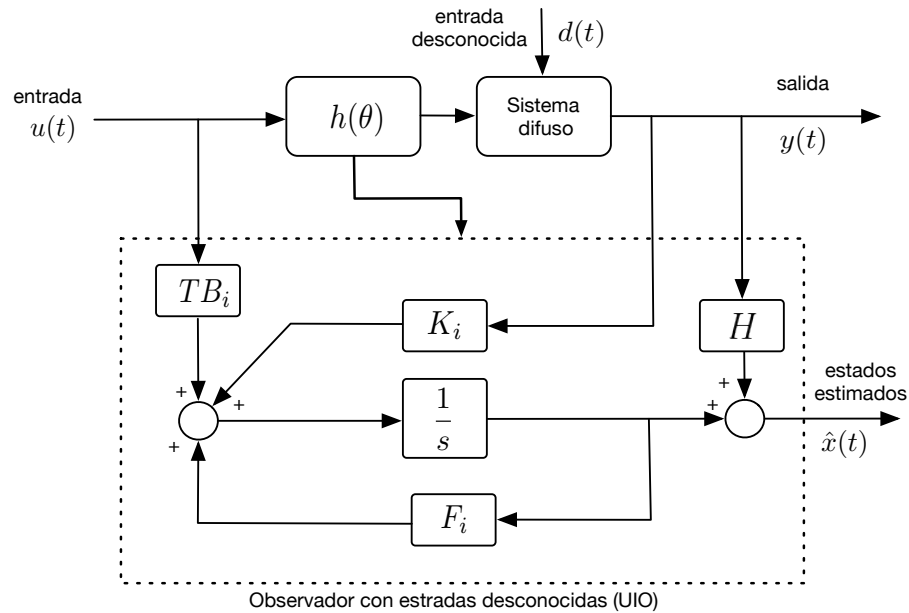 entrada
desconocida
d(t)
entrada
u(t)
h(θ)
Sistema
difuso
salida
y(t)
TB_i
K_i
H
+
+
+
1
s
+
+
estados
estimados
x̂(t)
F_i
Observador con estradas desconocidas (UIO)